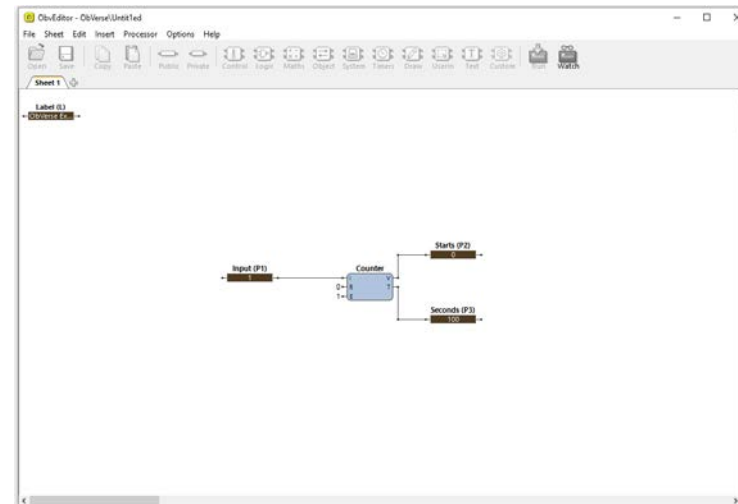 ObvEditor - ObVerse\Untitled
File Sheet Edit Insert Processor Options Help
Open Save Copy Paste Public Private Control Logic Maths Object System Timers Draw Userin Text Custom Run Watch
Sheet 1
Label (L)
ObVerse Ex...
Starts (P2)
0
Input (P1)
1
Counter
I V
0 R T
1 E
Seconds (P3)
100